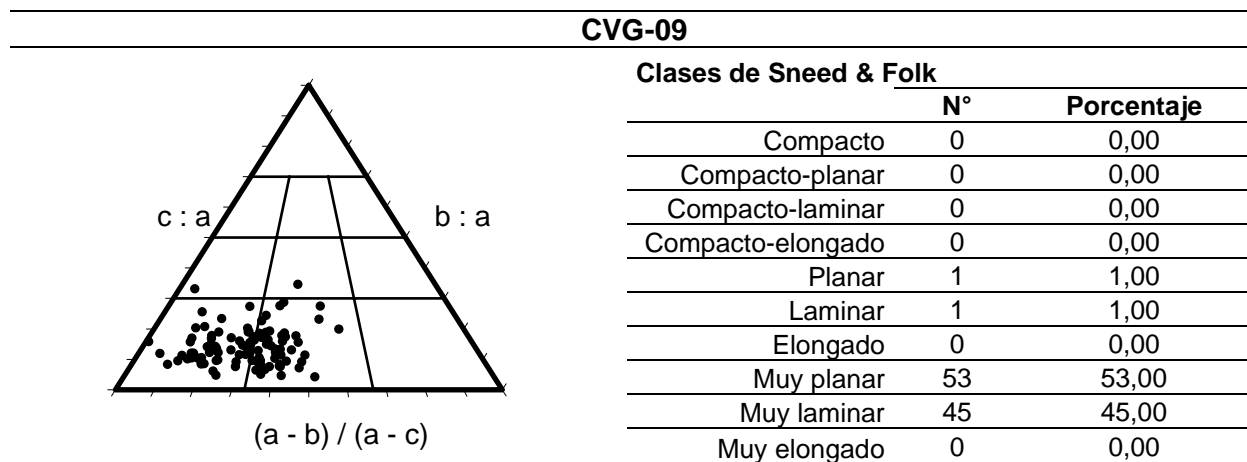 CVG-09
c : a
b : a
(a - b) / (a - c)
Clases de Sneed & Folk
N° Porcentaje
Compacto 0 0,00
Compacto-planar 0 0,00
Compacto-laminar 0 0,00
Compacto-elongado 0 0,00
Planar 1 1,00
Laminar 1 1,00
Elongado 0 0,00
Muy planar 53 53,00
Muy laminar 45 45,00
Muy elongado 0 0,00